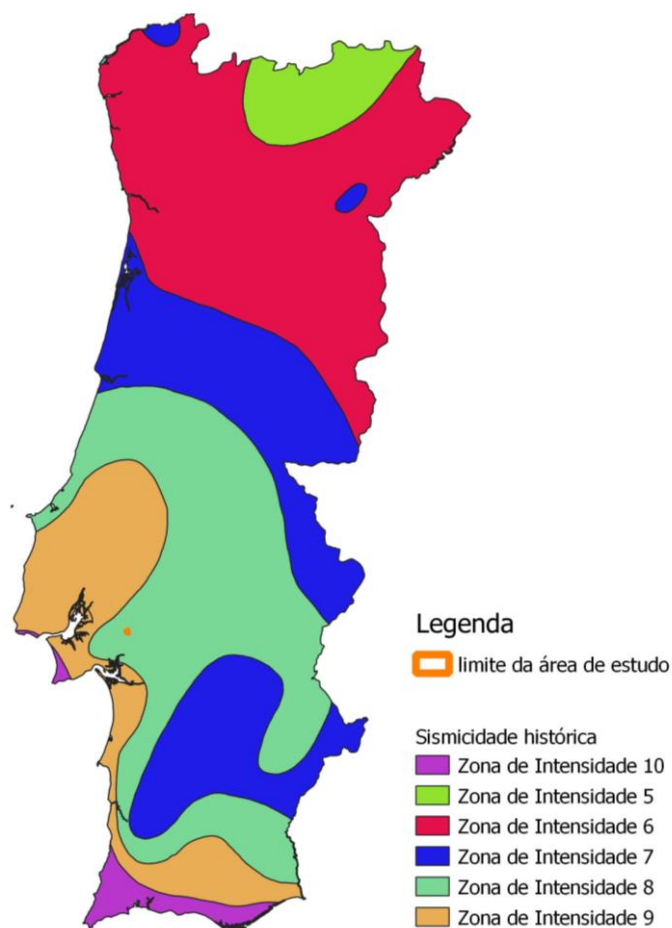 Legenda
limite da área de estudo
Sismicidade histórica
Zona de Intensidade 10
Zona de Intensidade 5
Zona de Intensidade 6
Zona de Intensidade 7
Zona de Intensidade 8
Zona de Intensidade 9